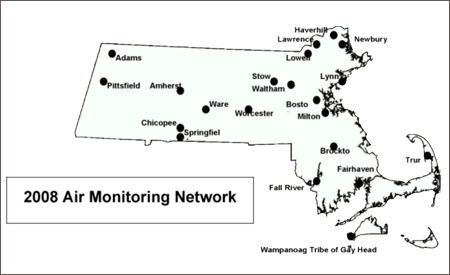 Haverhill
Lawrence
Newbury
Lowell
Adams
Stow
Lynn
Pittsfield
Amherst
Waltham
Bosto
Ware
Worcester
Milton
Chicopee
Springfiel
Brockto
Trur
Fairhaven
Fall River
2008 Air Monitoring Network
Wampanoag Tribe of Gay Head